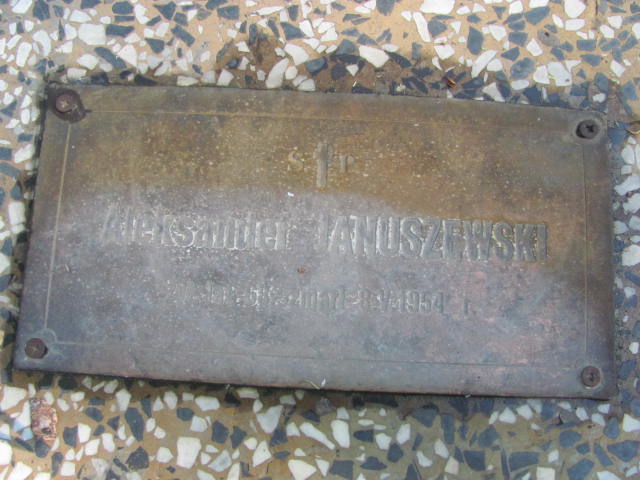 Ś † P
Aleksander JANUSZEWSKI
1954 r.